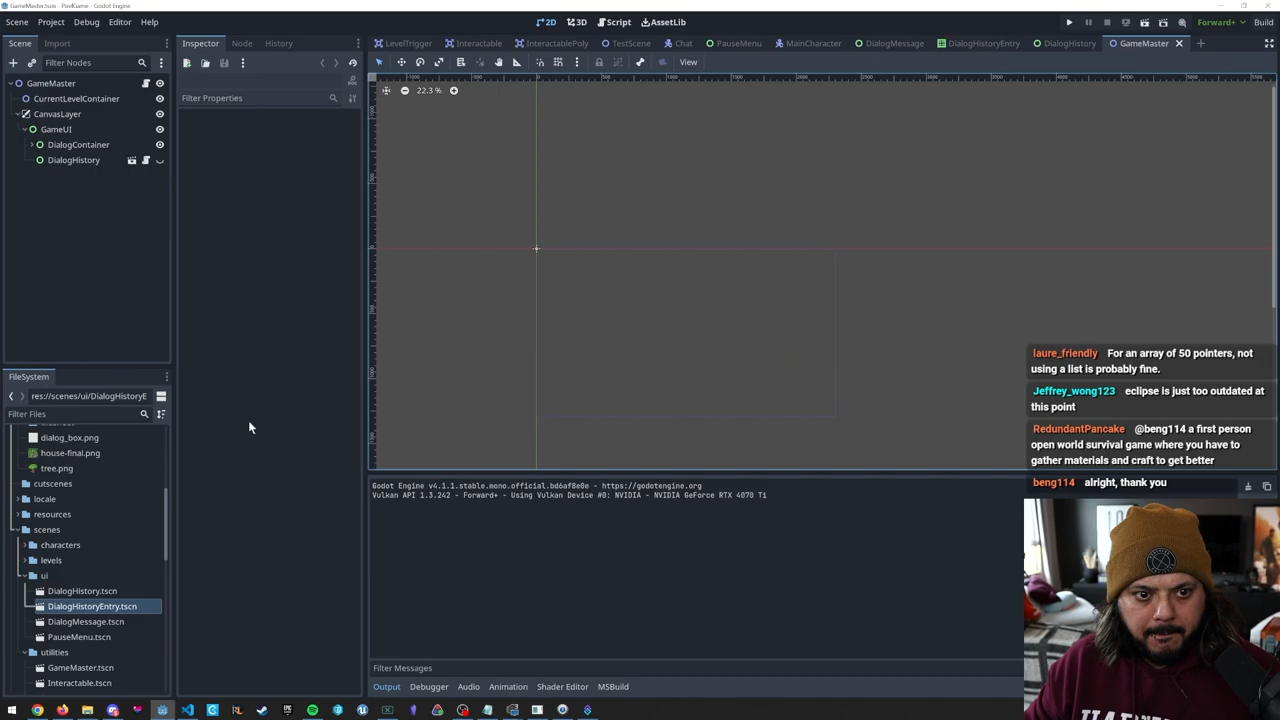 GameMaster.tscn - PixelGame - Godot Engine
Scene Project Debug Editor Help
2D 3D Script AssetLib
Forward+ Build
Scene Import
Inspector Node History
LevelTrigger Interactable InteractablePoly TestScene Chat PauseMenu MainCharacter DialogMessage DialogHistoryEntry DialogHistory GameMaster
Filter Nodes
View
GameMaster
CurrentLevelContainer
CanvasLayer
GameUI
DialogContainer
DialogHistory
Filter Properties
22.3 %
laure_friendly For an array of 50 pointers, not
using a list is probably fine.
Jeffrey_wong123 eclipse is just too outdated at
this point
RedundantPancake @beng114 a first person
open world survival game where you have to
gather materials and craft to get better
beng114 alright, thank you
FileSystem
res://scenes/ui/DialogHistoryE
Filter Files
dialog_box.png
house-final.png
tree.png
cutscenes
locale
resources
scenes
characters
levels
ui
DialogHistory.tscn
DialogHistoryEntry.tscn
DialogMessage.tscn
PauseMenu.tscn
utilities
GameMaster.tscn
Interactable.tscn
Godot Engine v4.1.1.stable.mono.official.bd6af8e0e - https://godotengine.org
Vulkan API 1.3.242 - Forward+ - Using Vulkan Device #0: NVIDIA - NVIDIA GeForce RTX 4070 Ti
Filter Messages
Output Debugger Audio Animation Shader Editor MSBuild